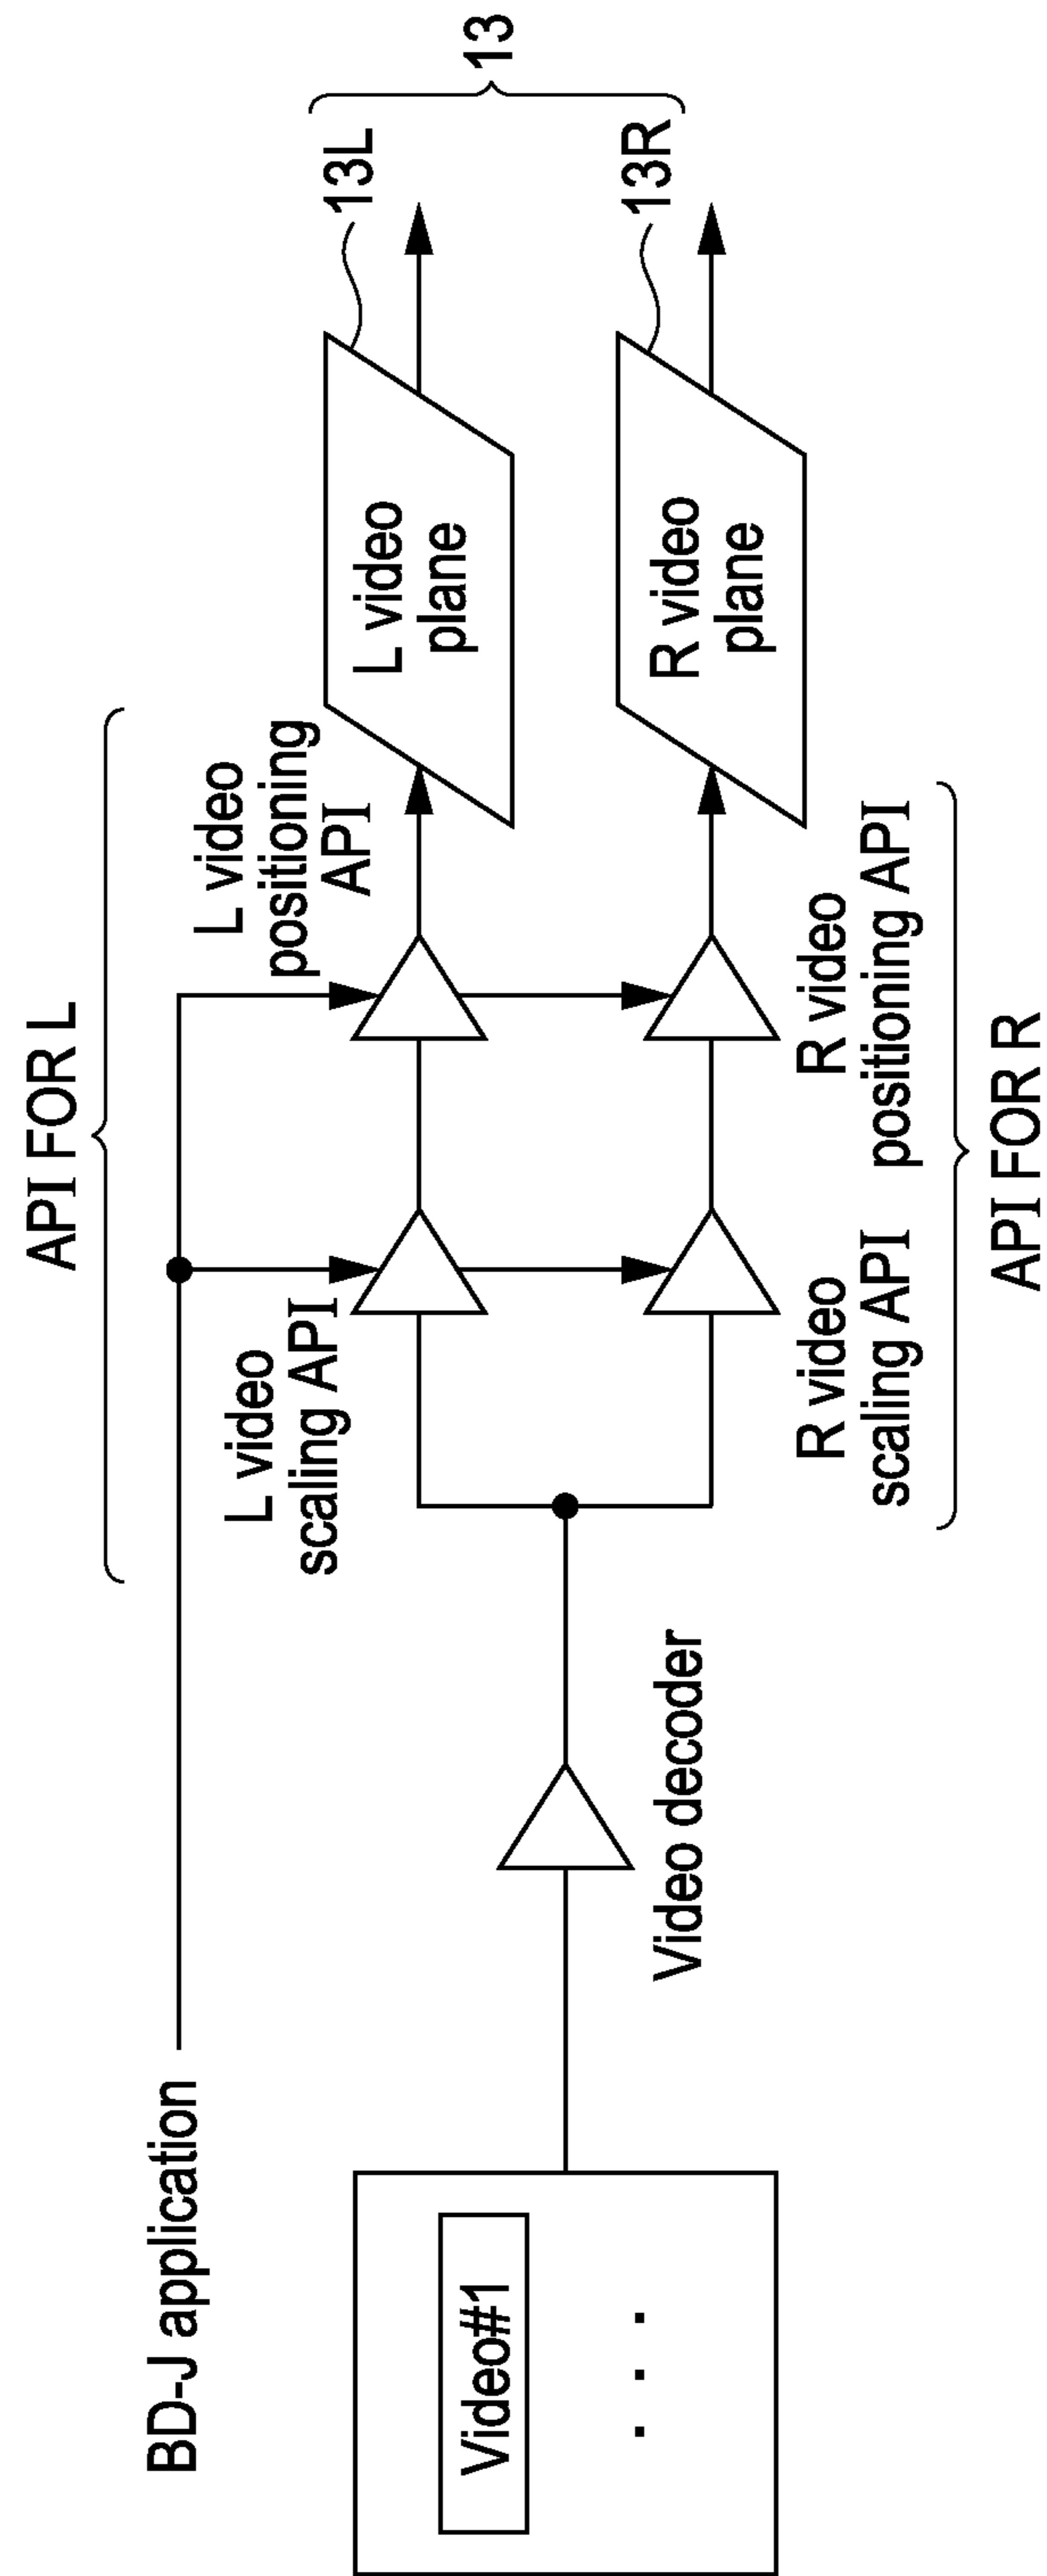 API FOR L
BD-J application
L video
scaling API
L video
positioning
API
13L
13
L video
plane
Video#1
. . .
Video decoder
R video
scaling API
R video
positioning API
13R
R video
plane
API FOR R